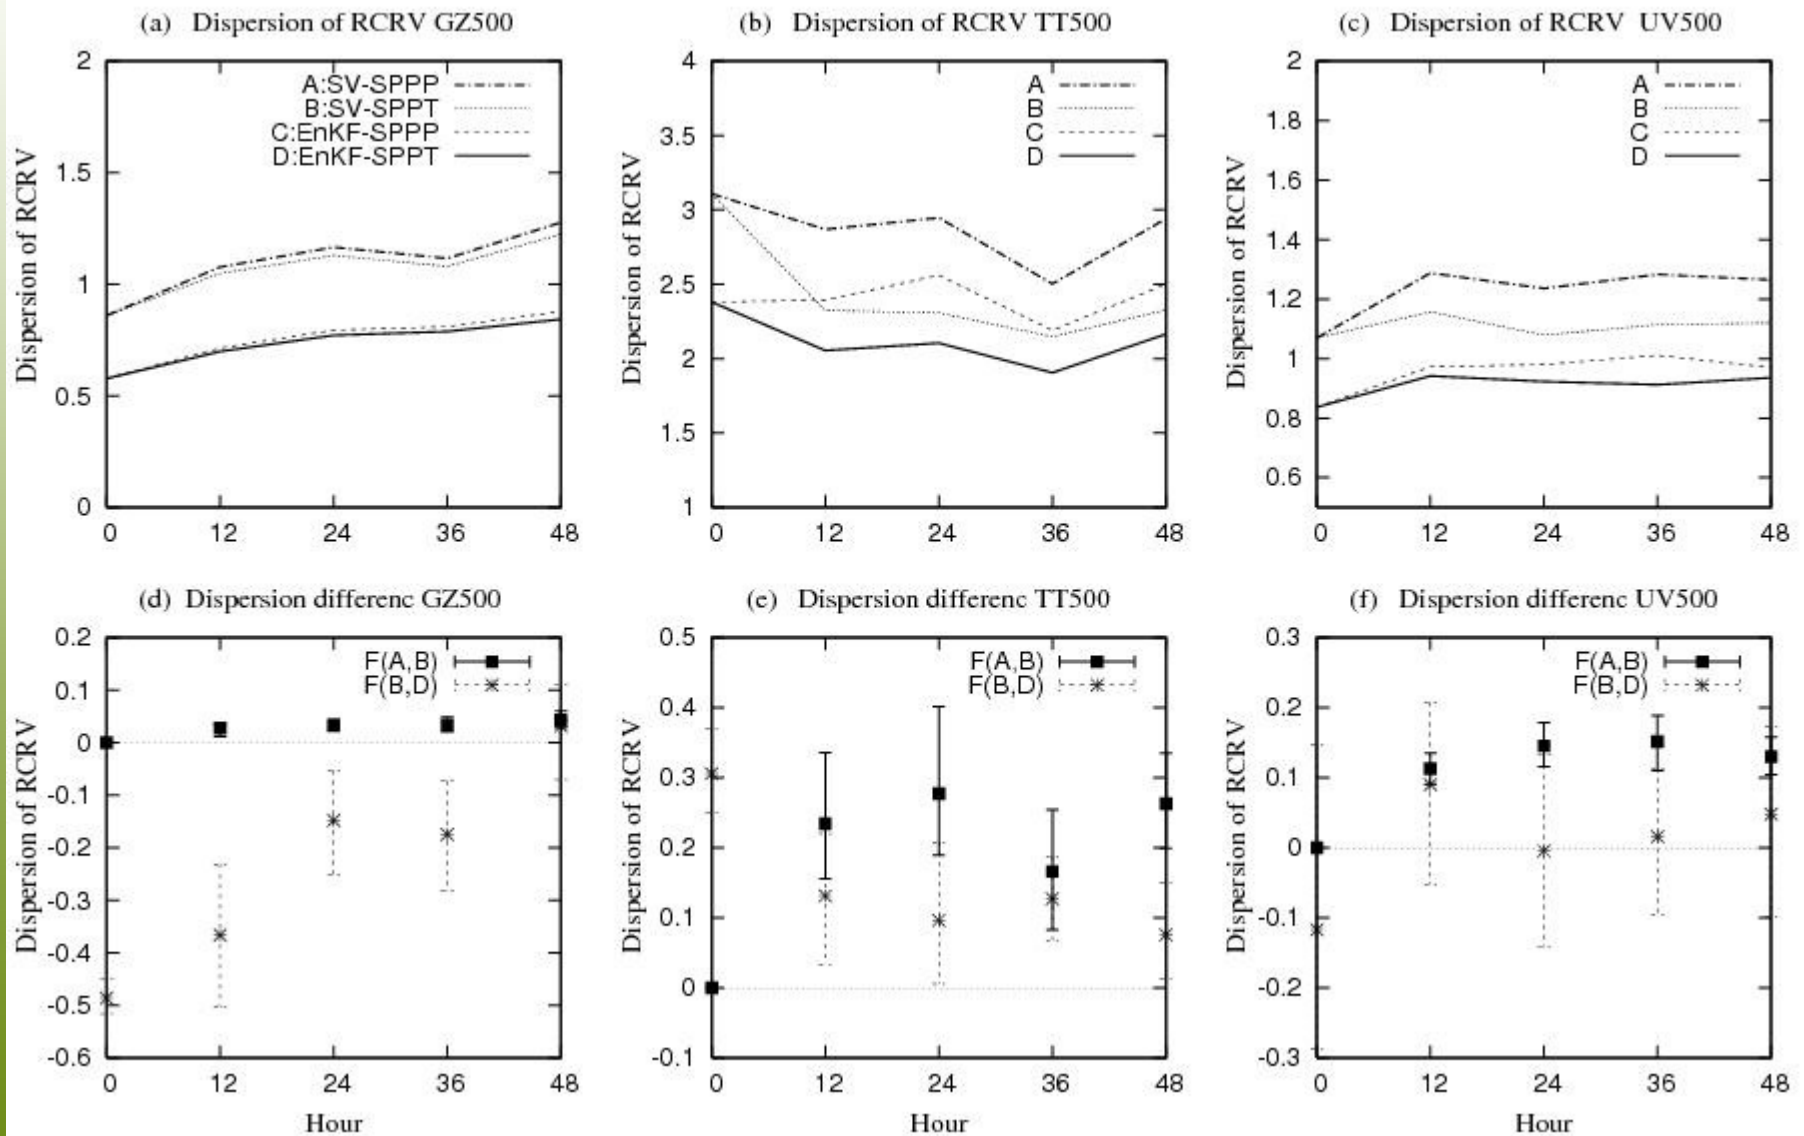 (a) Dispersion of RCRV GZ500
Dispersion of RCRV
2
1.5
1
0.5
0
A:SV-SPPP
B:SV-SPPT
C:EnKF-SPPP
D:EnKF-SPPT
0 12 24 36 48
(b) Dispersion of RCRV TT500
Dispersion of RCRV
4
3.5
3
2.5
2
1.5
1
A
B
C
D
0 12 24 36 48
(c) Dispersion of RCRV UV500
Dispersion of RCRV
2
1.8
1.6
1.4
1.2
1
0.8
0.6
A
B
C
D
0 12 24 36 48
(d) Dispersion differenc GZ500
Dispersion of RCRV
0.2
0.1
0
-0.1
-0.2
-0.3
-0.4
-0.5
-0.6
F(A,B)
F(B,D)
0 12 24 36 48
Hour
(e) Dispersion differenc TT500
Dispersion of RCRV
0.5
0.4
0.3
0.2
0.1
0
-0.1
F(A,B)
F(B,D)
0 12 24 36 48
Hour
(f) Dispersion differenc UV500
Dispersion of RCRV
0.3
0.2
0.1
0
-0.1
-0.2
-0.3
F(A,B)
F(B,D)
0 12 24 36 48
Hour